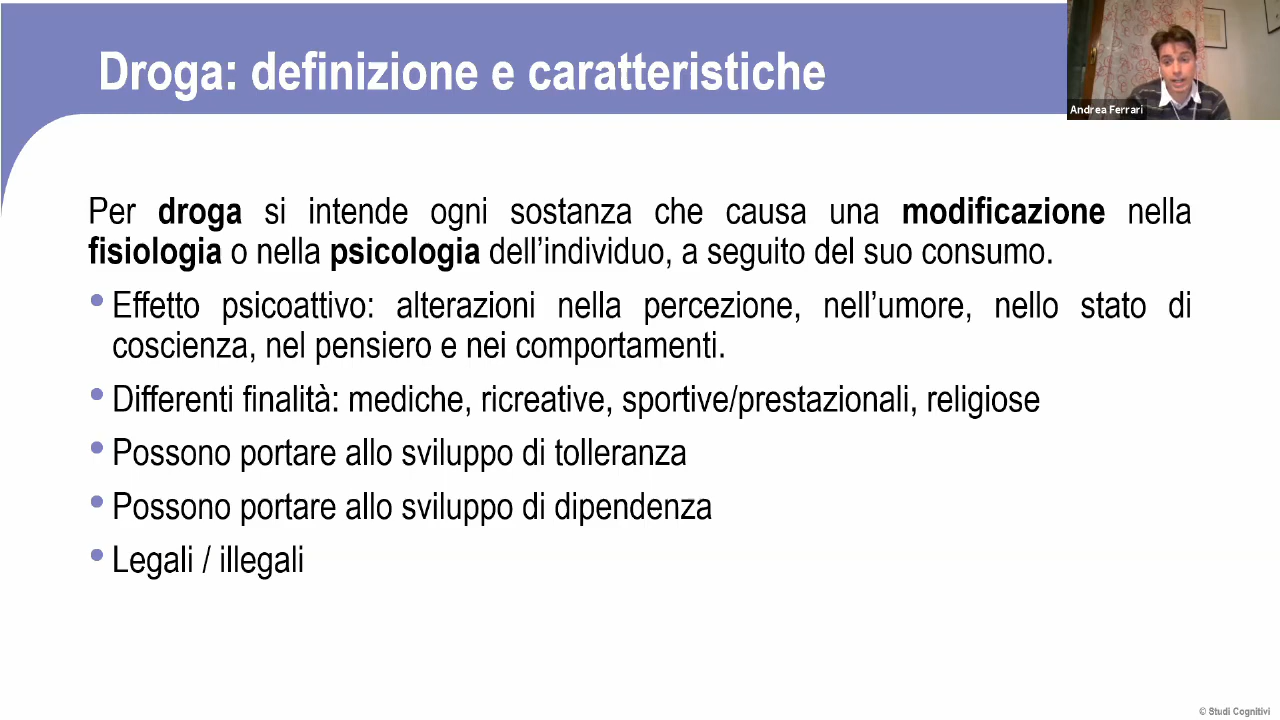 Droga: definizione e caratteristiche
Andrea Ferrari
Per droga si intende ogni sostanza che causa una modificazione nella
fisiologia o nella psicologia dell’individuo, a seguito del suo consumo.
• Effetto psicoattivo: alterazioni nella percezione, nell’umore, nello stato di
coscienza, nel pensiero e nei comportamenti.
• Differenti finalità: mediche, ricreative, sportive/prestazionali, religiose
• Possono portare allo sviluppo di tolleranza
• Possono portare allo sviluppo di dipendenza
• Legali / illegali
© Studi Cognitivi